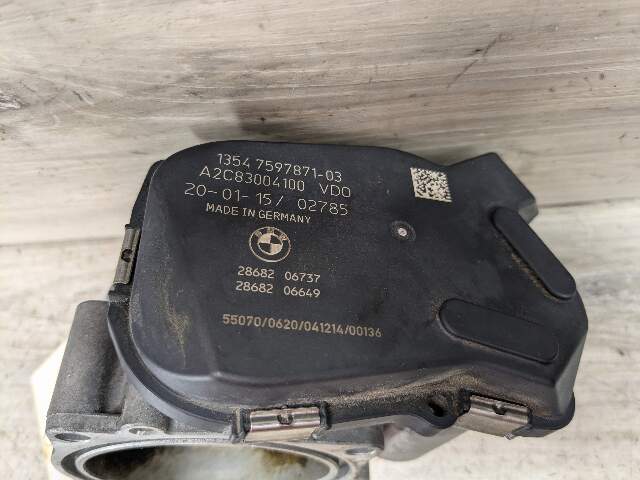 1354 7597871-03
A2C83004100 VDO
20-01-15/ 02785
MADE IN GERMANY
BMW
28682 06737
28682 06649
55070/0620/041214/00136